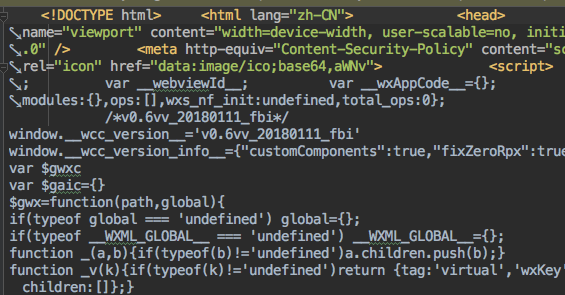 <!DOCTYPE html> <html lang="zh-CN"> <head>
name="viewport" content="width=device-width, user-scalable=no, initi
.0" /> <meta http-equiv="Content-Security-Policy" content="sc
rel="icon" href="data:image/ico;base64,aWNv"> <script>
; var __webviewId__; var __wxAppCode__={};
modules:{},ops:[],wxs_nf_init:undefined,total_ops:0};
/*v0.6vv_20180111_fbi*/
window.__wcc_version__='v0.6vv_20180111_fbi'
window.__wcc_version_info__={"customComponents":true,"fixZeroRpx":true
var $gwxc
var $gaic={}
$gwx=function(path,global){
if(typeof global === 'undefined') global={};
if(typeof __WXML_GLOBAL__ === 'undefined') __WXML_GLOBAL__={};
function _(a,b){if(typeof(b)!='undefined')a.children.push(b);}
function _v(k){if(typeof(k)!='undefined')return {tag:'virtual','wxKey'
children:[]};}